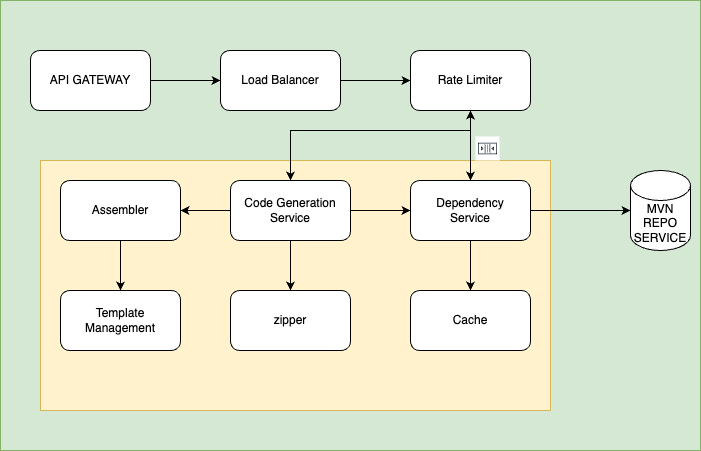 API GATEWAY
Load Balancer
Rate Limiter
Assembler
Code Generation
Service
Dependency
Service
MVN
REPO
SERVICE
Template
Management
zipper
Cache